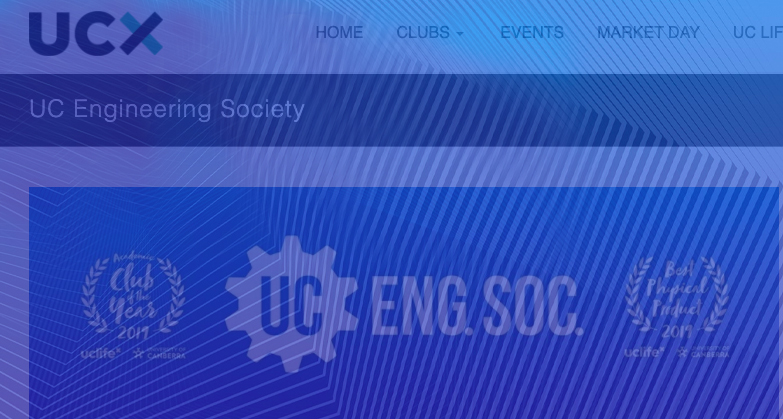 UCX
HOME CLUBS EVENTS MARKET DAY UC LIF
UC Engineering Society
Academic
Club
of the
Year
2019
uclife UNIVERSITY OF
CANBERRA
UC ENG. SOC.
Best
Physical
Product
2019
uclife UNIVERSITY OF
CANBERRA